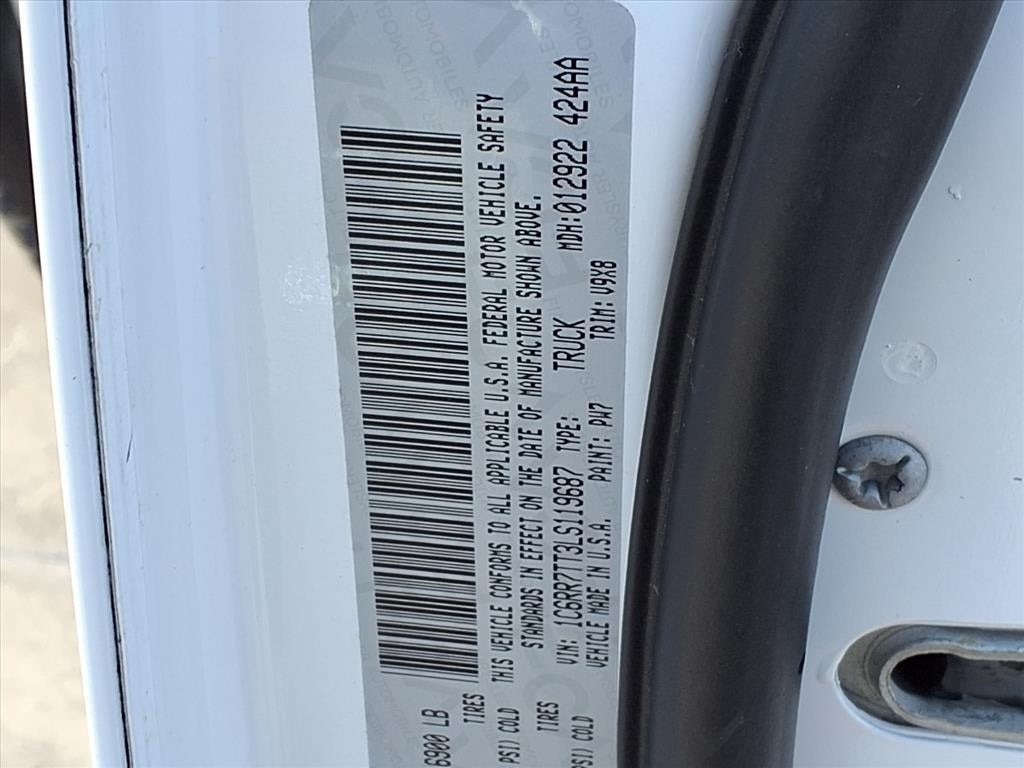 6900 LB
TIRES
PSI) COLD
TIRES
PSI) COLD
THIS VEHICLE CONFORMS TO ALL APPLICABLE U.S.A. FEDERAL MOTOR VEHICLE SAFETY
STANDARDS IN EFFECT ON THE DATE OF MANUFACTURE SHOWN ABOVE.
VIN: 1C6RR7TT3LS119687 TYPE: TRUCK MDH:012922 424AA
VEHICLE MADE IN U.S.A. PAINT: PW7 TRIM: V9X8